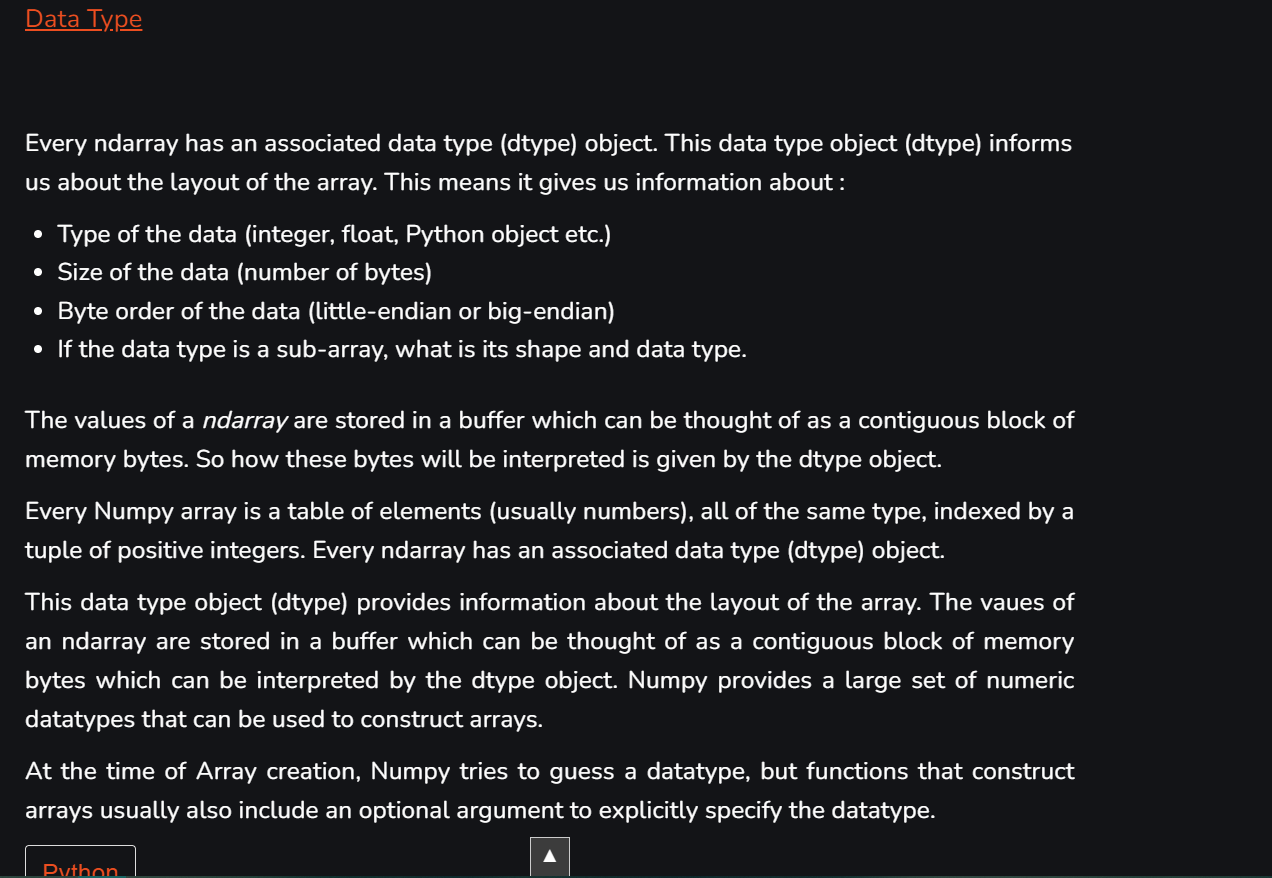 Data Type
Every ndarray has an associated data type (dtype) object. This data type object (dtype) informs
us about the layout of the array. This means it gives us information about :
• Type of the data (integer, float, Python object etc.)
• Size of the data (number of bytes)
• Byte order of the data (little-endian or big-endian)
• If the data type is a sub-array, what is its shape and data type.
The values of a ndarray are stored in a buffer which can be thought of as a contiguous block of
memory bytes. So how these bytes will be interpreted is given by the dtype object.
Every Numpy array is a table of elements (usually numbers), all of the same type, indexed by a
tuple of positive integers. Every ndarray has an associated data type (dtype) object.
This data type object (dtype) provides information about the layout of the array. The vaues of
an ndarray are stored in a buffer which can be thought of as a contiguous block of memory
bytes which can be interpreted by the dtype object. Numpy provides a large set of numeric
datatypes that can be used to construct arrays.
At the time of Array creation, Numpy tries to guess a datatype, but functions that construct
arrays usually also include an optional argument to explicitly specify the datatype.
Python